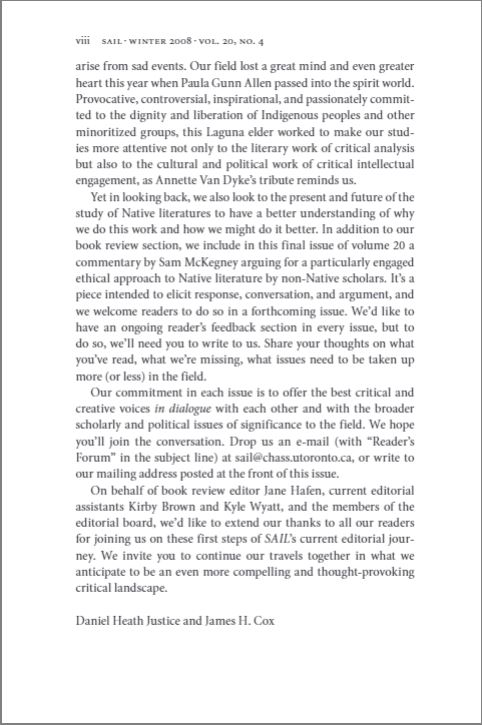 viii SAIL · WINTER 2008 · VOL. 20, NO. 4
arise from sad events. Our field lost a great mind and even greater
heart this year when Paula Gunn Allen passed into the spirit world.
Provocative, controversial, inspirational, and passionately commit-
ted to the dignity and liberation of Indigenous peoples and other
minoritized groups, this Laguna elder worked to make our stud-
ies more attentive not only to the literary work of critical analysis
but also to the cultural and political work of critical intellectual
engagement, as Annette Van Dyke's tribute reminds us.
Yet in looking back, we also look to the present and future of the
study of Native literatures to have a better understanding of why
we do this work and how we might do it better. In addition to our
book review section, we include in this final issue of volume 20 a
commentary by Sam McKegney arguing for a particularly engaged
ethical approach to Native literature by non-Native scholars. It's a
piece intended to elicit response, conversation, and argument, and
we welcome readers to do so in a forthcoming issue. We'd like to
have an ongoing reader's feedback section in every issue, but to
do so, we'll need you to write to us. Share your thoughts on what
you've read, what we're missing, what issues need to be taken up
more (or less) in the field.
Our commitment in each issue is to offer the best critical and
creative voices in dialogue with each other and with the broader
scholarly and political issues of significance to the field. We hope
you'll join the conversation. Drop us an e-mail (with "Reader's
Forum" in the subject line) at sail@chass.utoronto.ca, or write to
our mailing address posted at the front of this issue.
On behalf of book review editor Jane Hafen, current editorial
assistants Kirby Brown and Kyle Wyatt, and the members of the
editorial board, we'd like to extend our thanks to all our readers
for joining us on these first steps of SAIL's current editorial jour-
ney. We invite you to continue our travels together in what we
anticipate to be an even more compelling and thought-provoking
critical landscape.
Daniel Heath Justice and James H. Cox